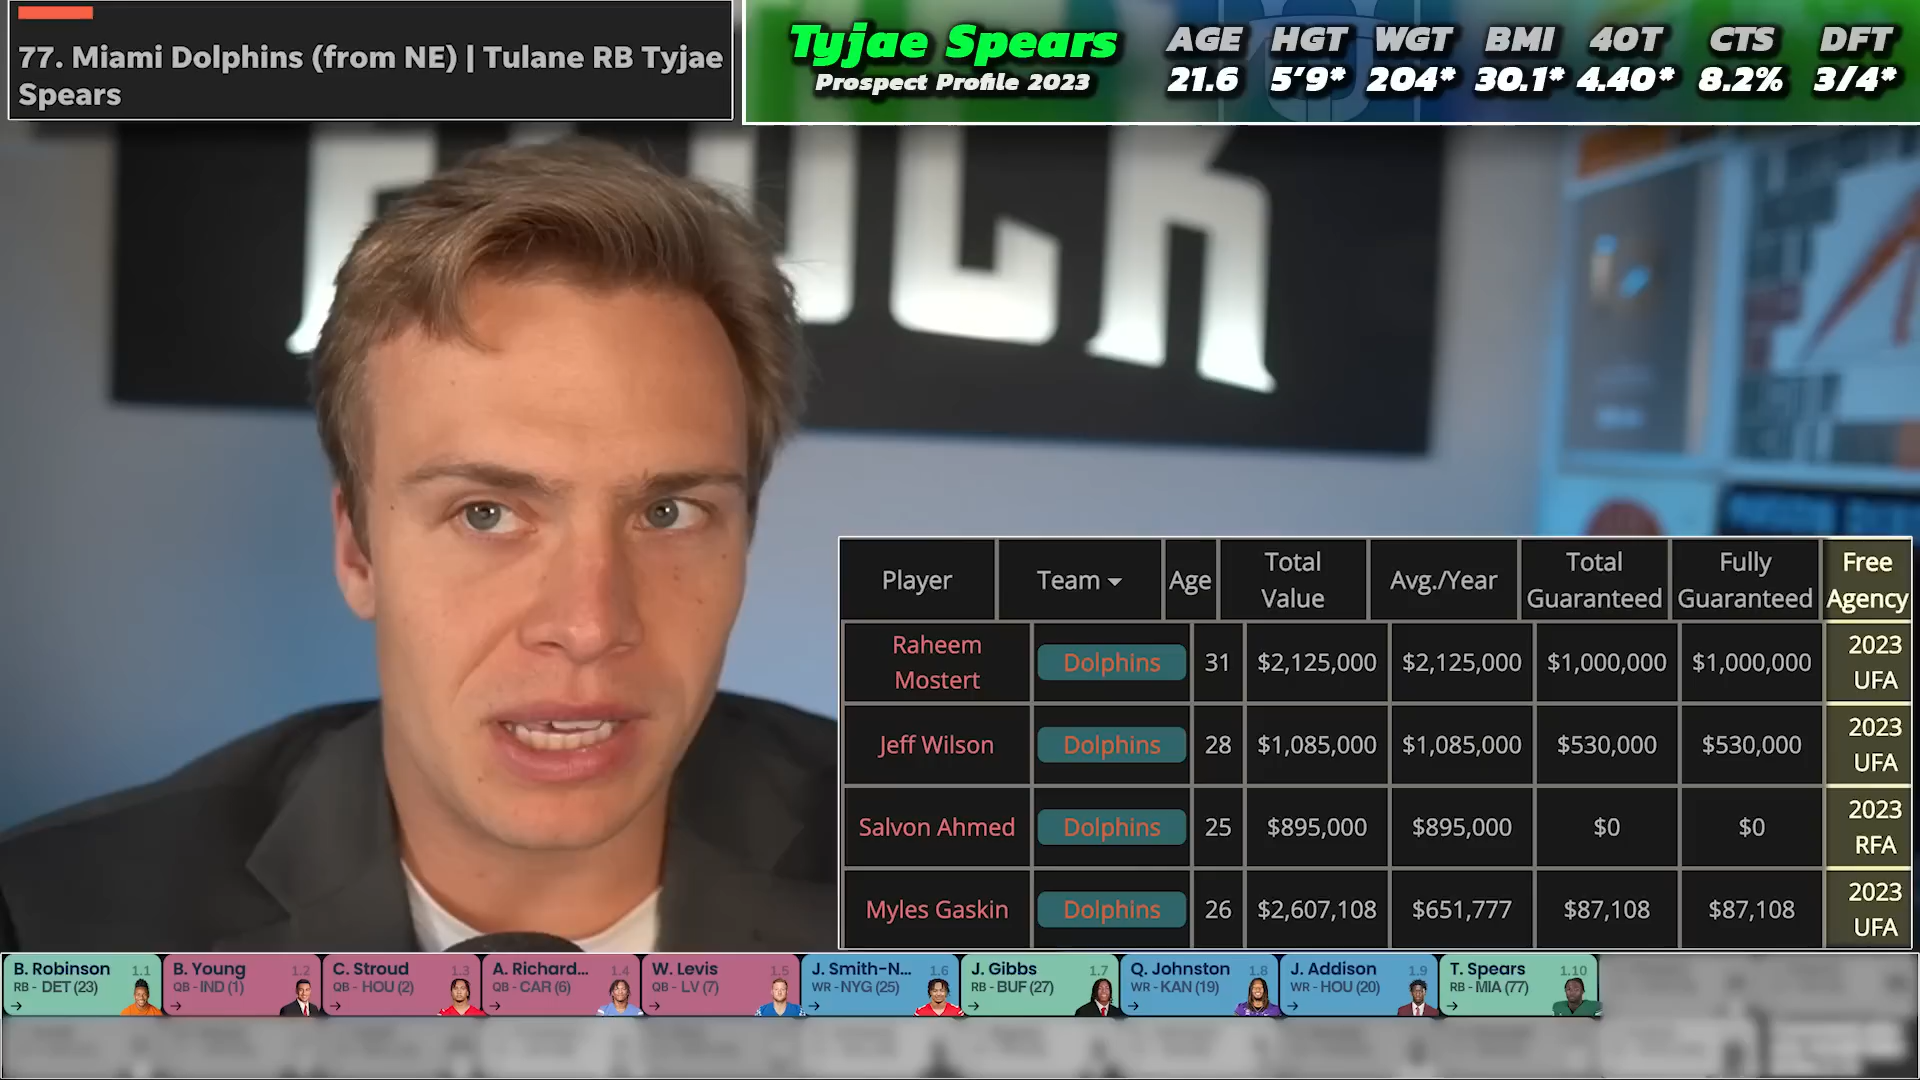 77. Miami Dolphins (from NE) | Tulane RB Tyjae
Spears
Tyjae Spears
Prospect Profile 2023
AGE HGT WGT BMI 40T CTS DFT
21.6 5'9* 204* 30.1* 4.40* 8.2% 3/4*
Player Team Age Total Value Avg./Year Total Guaranteed Fully Guaranteed Free Agency
Raheem Mostert Dolphins 31 $2,125,000 $2,125,000 $1,000,000 $1,000,000 2023 UFA
Jeff Wilson Dolphins 28 $1,085,000 $1,085,000 $530,000 $530,000 2023 UFA
Salvon Ahmed Dolphins 25 $895,000 $895,000 $0 $0 2023 RFA
Myles Gaskin Dolphins 26 $2,607,108 $651,777 $87,108 $87,108 2023 UFA
B. Robinson 1.1 B. Young 1.2 C. Stroud 1.3 A. Richard... 1.4 W. Levis 1.5 J. Smith-N... 1.6 J. Gibbs 1.7 Q. Johnston 1.8 J. Addison 1.9 T. Spears 1.10
RB - DET (23) QB - IND (1) QB - HOU (2) QB - CAR (6) QB - LV (7) WR - NYG (25) RB - BUF (27) WR - KAN (19) WR - HOU (20) RB - MIA (77)